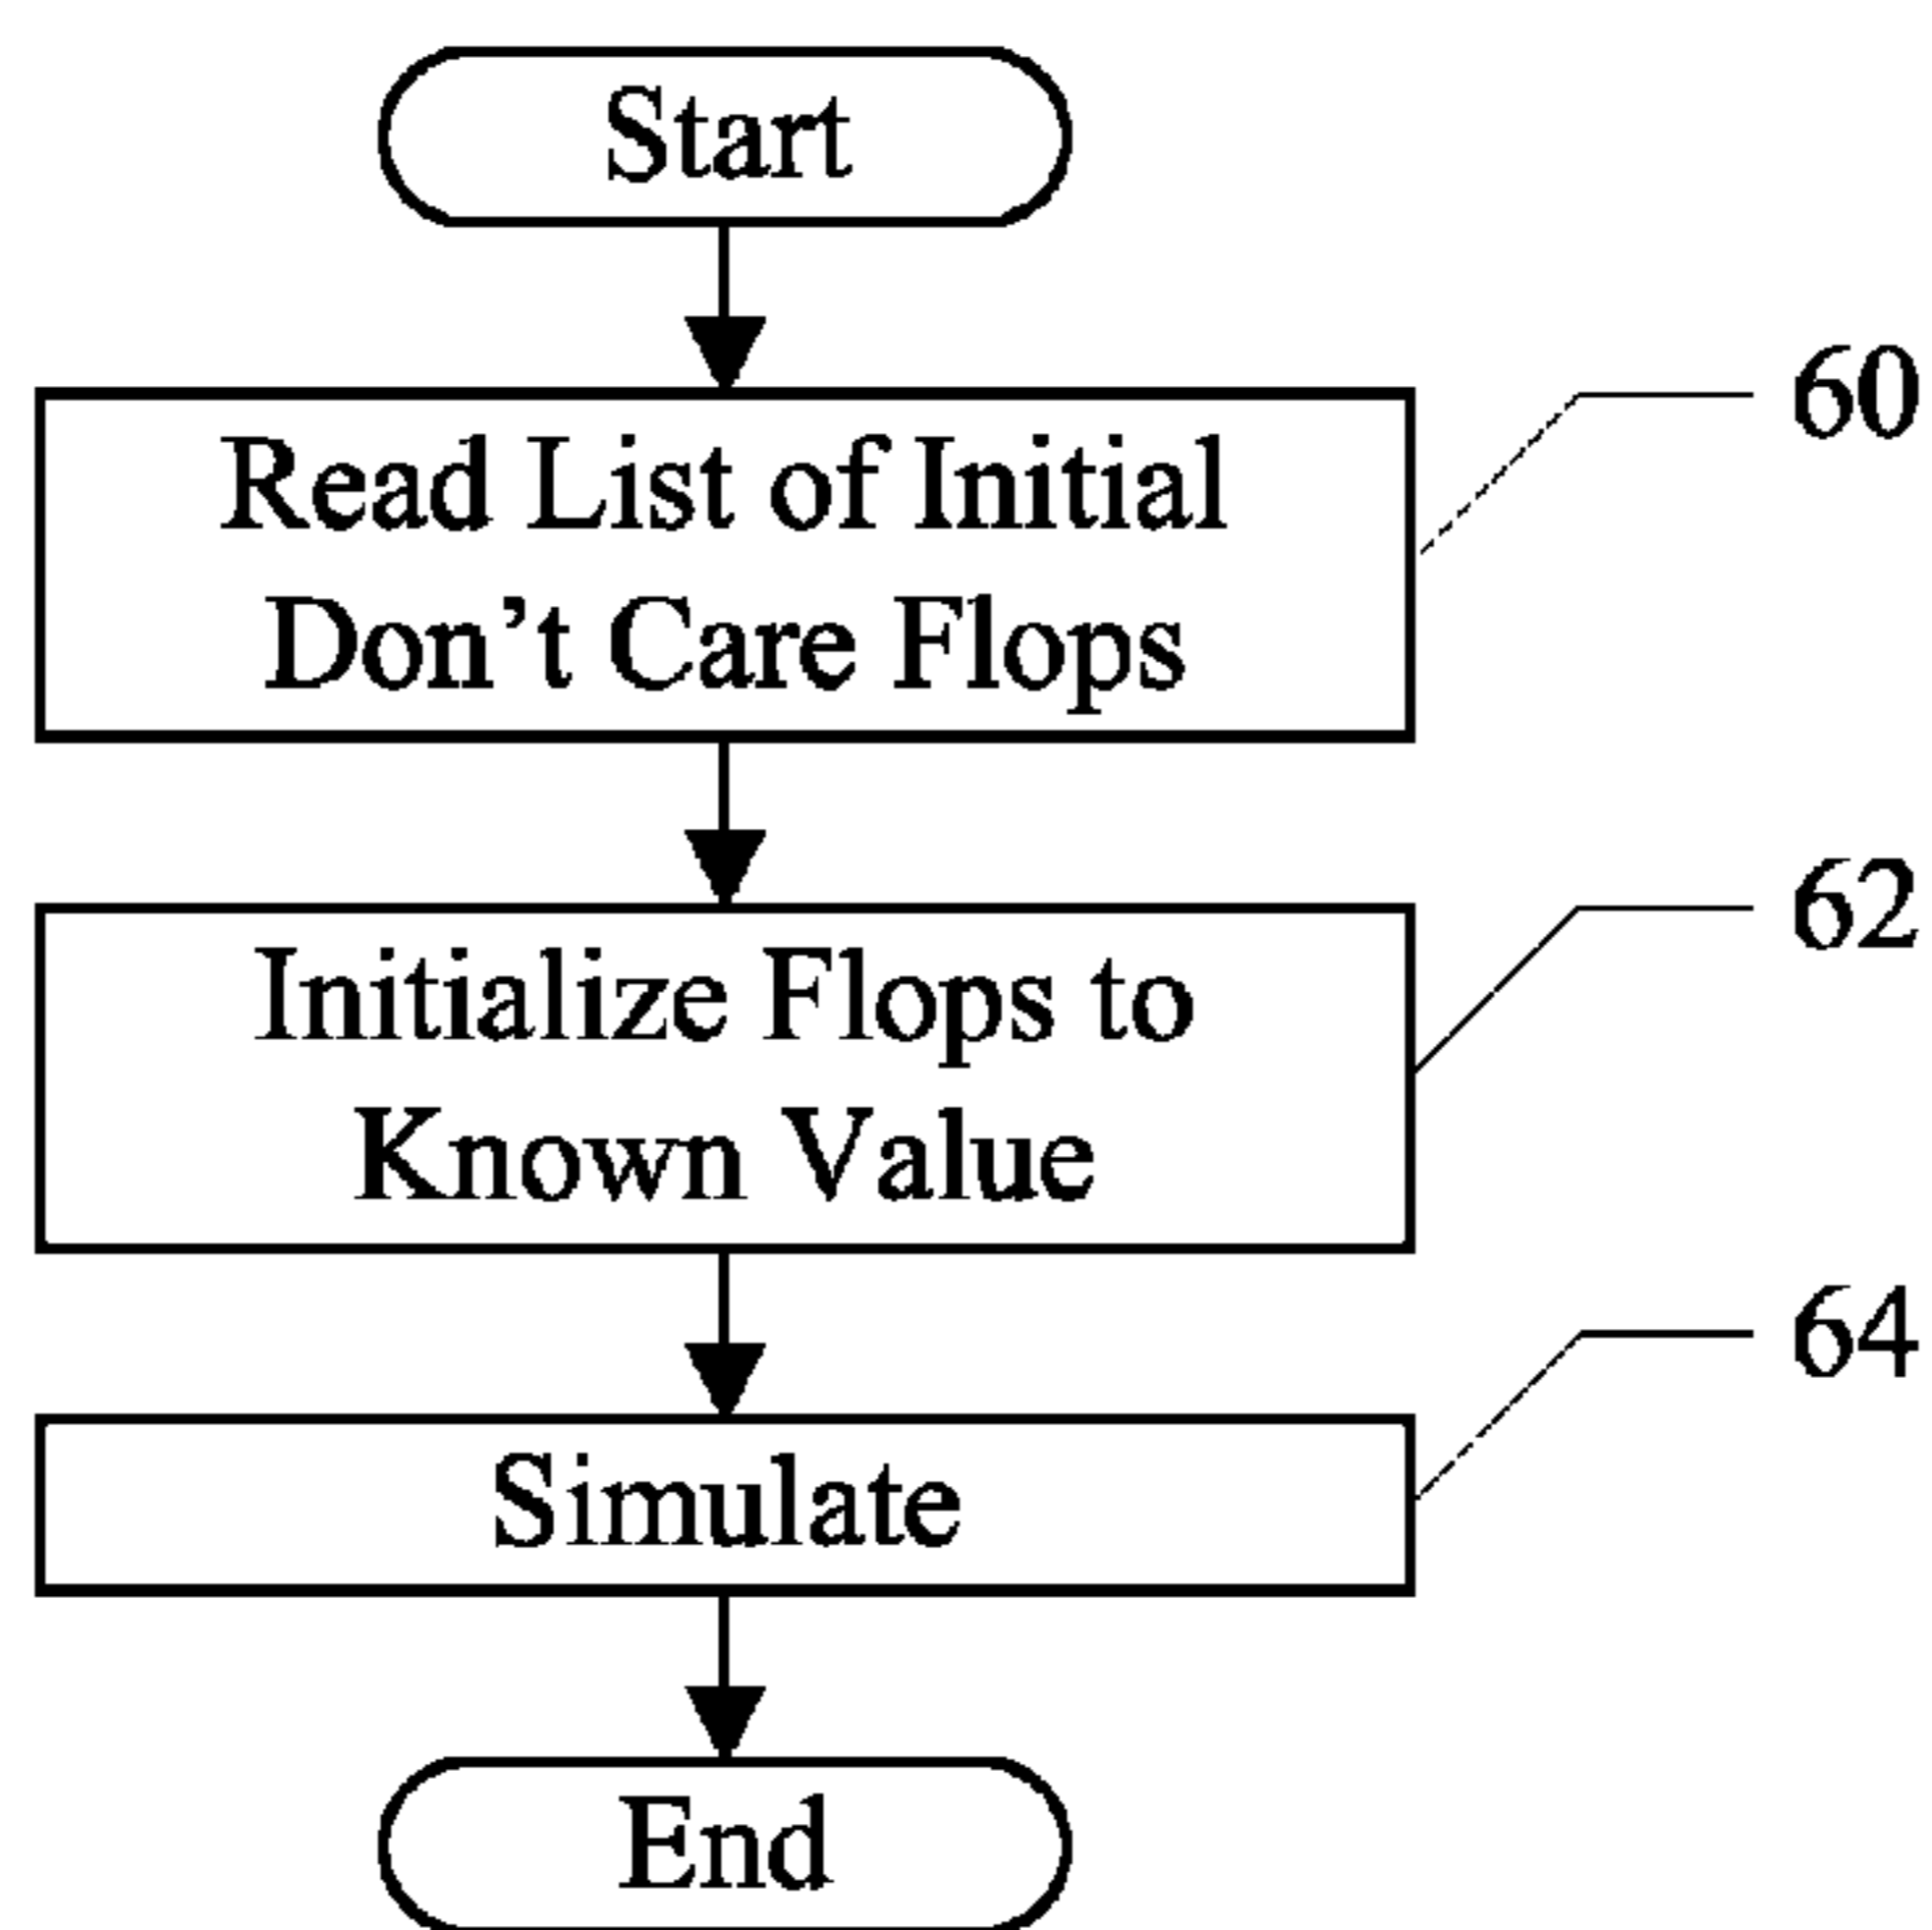 Start
60
Read List of Initial
Don’t Care Flops
62
Initialize Flops to
Known Value
64
Simulate
End